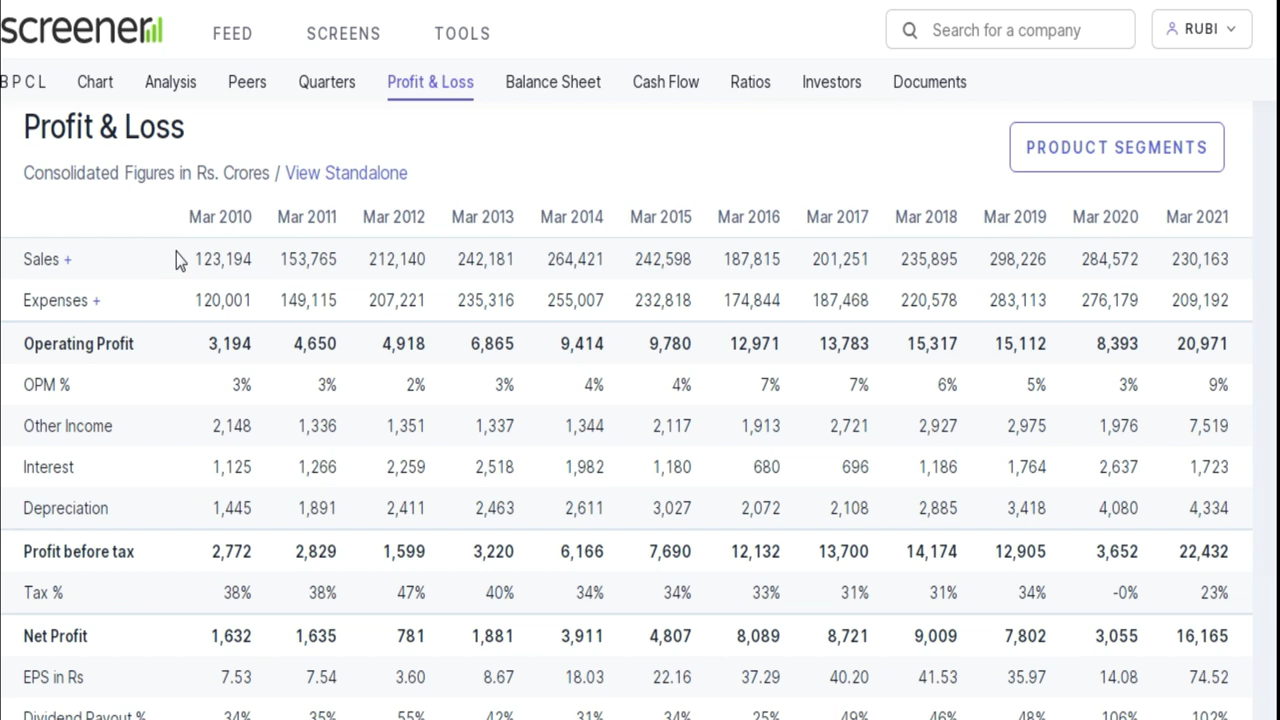 screener FEED SCREENS TOOLS Search for a company RUBI
B P C L Chart Analysis Peers Quarters Profit & Loss Balance Sheet Cash Flow Ratios Investors Documents
Profit & Loss
PRODUCT SEGMENTS
Consolidated Figures in Rs. Crores / View Standalone
Mar 2010 Mar 2011 Mar 2012 Mar 2013 Mar 2014 Mar 2015 Mar 2016 Mar 2017 Mar 2018 Mar 2019 Mar 2020 Mar 2021
Sales + 123,194 153,765 212,140 242,181 264,421 242,598 187,815 201,251 235,895 298,226 284,572 230,163
Expenses + 120,001 149,115 207,221 235,316 255,007 232,818 174,844 187,468 220,578 283,113 276,179 209,192
Operating Profit 3,194 4,650 4,918 6,865 9,414 9,780 12,971 13,783 15,317 15,112 8,393 20,971
OPM % 3% 3% 2% 3% 4% 4% 7% 7% 6% 5% 3% 9%
Other Income 2,148 1,336 1,351 1,337 1,344 2,117 1,913 2,721 2,927 2,975 1,976 7,519
Interest 1,125 1,266 2,259 2,518 1,982 1,180 680 696 1,186 1,764 2,637 1,723
Depreciation 1,445 1,891 2,411 2,463 2,611 3,027 2,072 2,108 2,885 3,418 4,080 4,334
Profit before tax 2,772 2,829 1,599 3,220 6,166 7,690 12,132 13,700 14,174 12,905 3,652 22,432
Tax % 38% 38% 47% 40% 34% 34% 33% 31% 31% 34% -0% 23%
Net Profit 1,632 1,635 781 1,881 3,911 4,807 8,089 8,721 9,009 7,802 3,055 16,165
EPS in Rs 7.53 7.54 3.60 8.67 18.03 22.16 37.29 40.20 41.53 35.97 14.08 74.52
Dividend Payout % 34% 35% 55% 42% 31% 34% 25% 49% 46% 48% 106% 102%